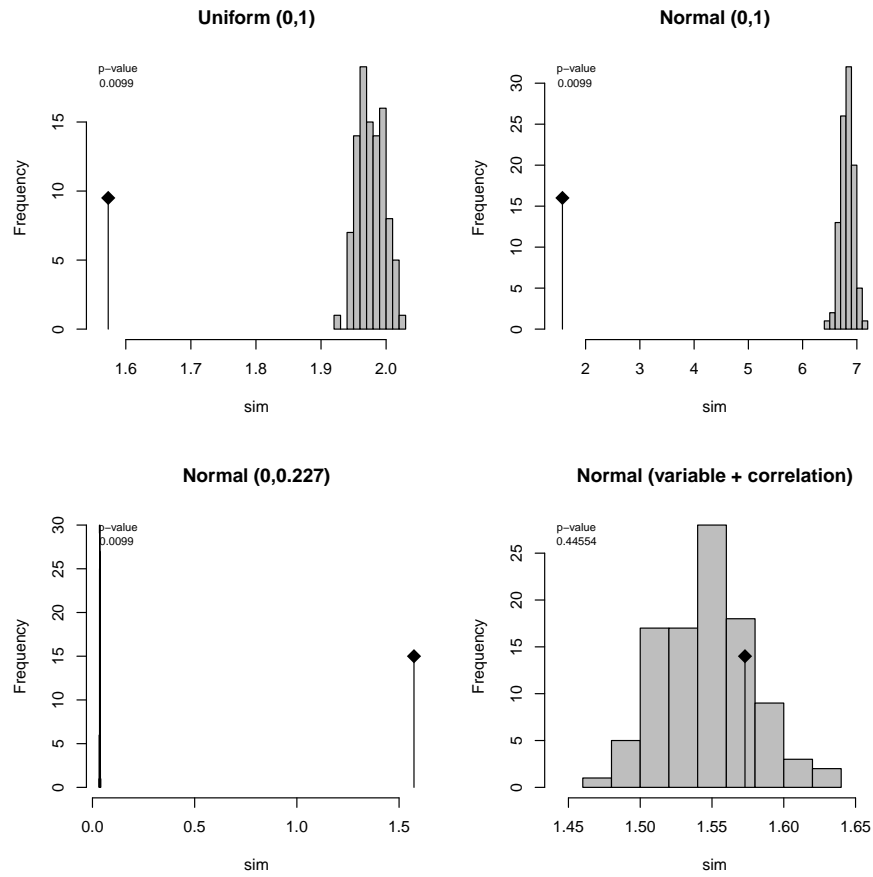 Uniform (0,1)
p−value
0.0099
Frequency
15
10
5
0
1.6 1.7 1.8 1.9 2.0
sim
Normal (0,1)
p−value
0.0099
Frequency
30
25
20
15
10
5
0
2 3 4 5 6 7
sim
Normal (0,0.227)
p−value
0.0099
Frequency
30
25
20
15
10
5
0
0.0 0.5 1.0 1.5
sim
Normal (variable + correlation)
p−value
0.44554
Frequency
25
20
15
10
5
0
1.45 1.50 1.55 1.60 1.65
sim